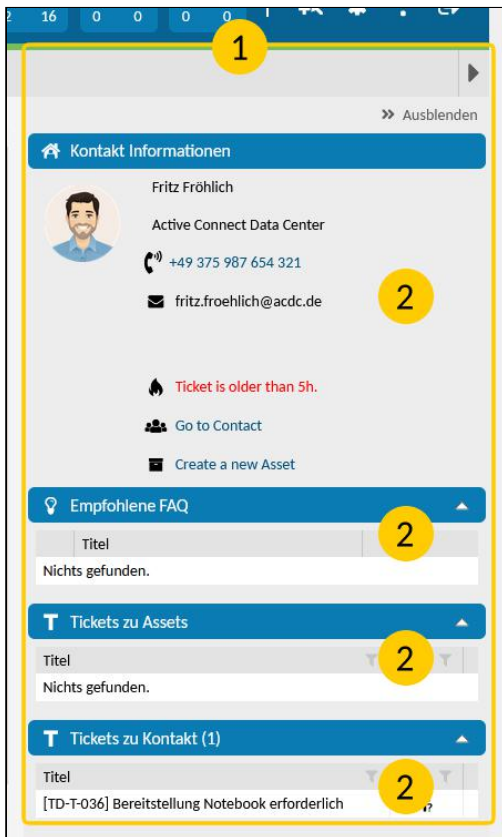 2 16 0 0 0 0
1
Ausblenden
Kontakt Informationen
Fritz Fröhlich
Active Connect Data Center
+49 375 987 654 321
fritz.froehlich@acdc.de
2
Ticket is older than 5h.
Go to Contact
Create a new Asset
Empfohlene FAQ
2
Titel
Nichts gefunden.
Tickets zu Assets
2
Titel
Nichts gefunden.
Tickets zu Kontakt (1)
Titel
2
[TD-T-036] Bereitstellung Notebook erforderlich